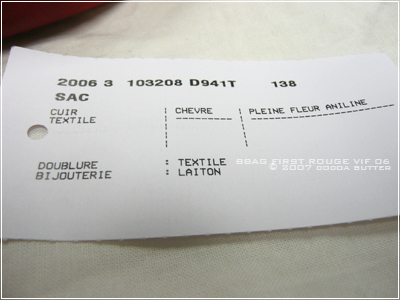 2006 3 103208 D941T 138
SAC
CUIR | CHEVRE | PLEINE FLEUR ANILINE
TEXTILE
DOUBLURE : TEXTILE
BIJOUTERIE : LAITON
BBAG FIRST ROUGE VIF 06
© 2007 GOOGA BUTTER